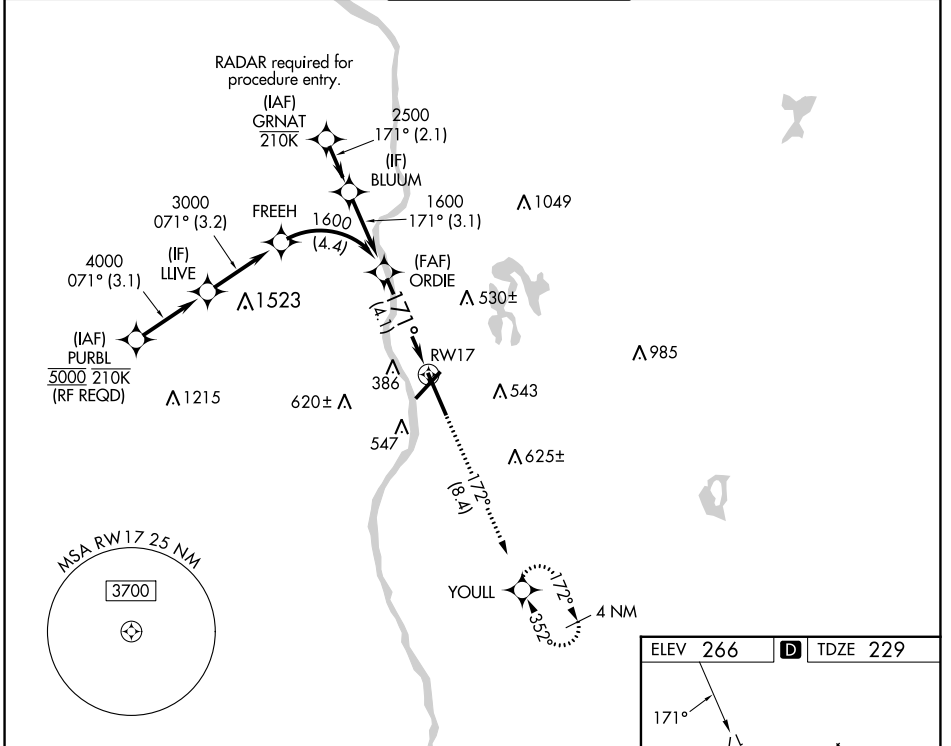 RADAR required for
procedure entry.
(IAF)
GRNAT
210K
2500
171° (2.1)
(IF)
BLUUM
1600
171° (3.1)
1049
3000
071° (3.2)
FREEH
1600
(4.4)
(IF)
LLIVE
4000
071° (3.1)
1523
(FAF)
ORDIE
530±
171°
(4.1)
(IAF)
PURBL
5000 210K
(RF REQD)
RW17
985
386
543
1215
620±
547
625±
172°
(8.4)
MSA RW17 25 NM
3700
YOULL
172°
352°
4 NM
ELEV 266 D TDZE 229
171°